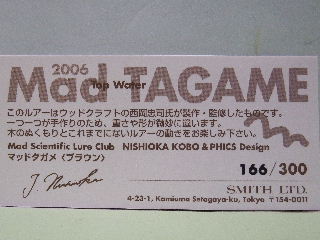 2006
Mad TAGAME
Top Water
このルアーはウッドクラフトの西岡忠司氏が製作・監修したものです。
一つ一つが手作りのため、重さや形が微妙に違います。
木のぬくもりとこれまでにないルアーの動きをお楽しみ下さい。
Mad Scientific Lure Club NISHIOKA KOBO & PHICS Design
マッドタガメ〈ブラウン〉
166/300
SMITH LTD.
4-23-1, Kamiuma Setagaya-ku, Tokyo 〒154-0011